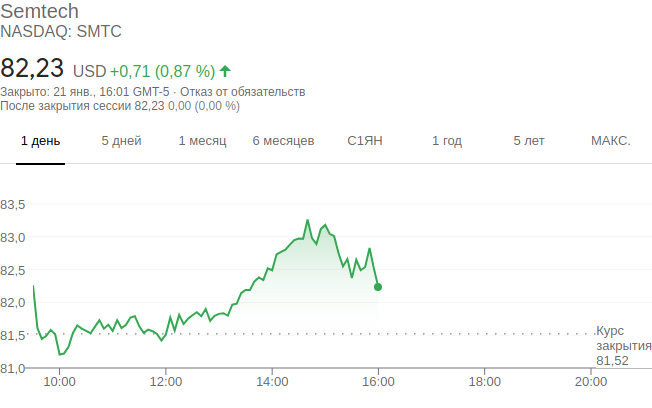 Semtech
NASDAQ: SMTC
82,23 USD +0,71 (0,87 %)
Закрыто: 21 янв., 16:01 GMT-5 · Отказ от обязательств
После закрытия сессии 82,23 0,00 (0,00 %)
1 день 5 дней 1 месяц 6 месяцев С1ЯН 1 год 5 лет МАКС.
83,5
83,0
82,5
82,0
81,5
81,0
Курс
закрытия
81,52
10:00 12:00 14:00 16:00 18:00 20:00